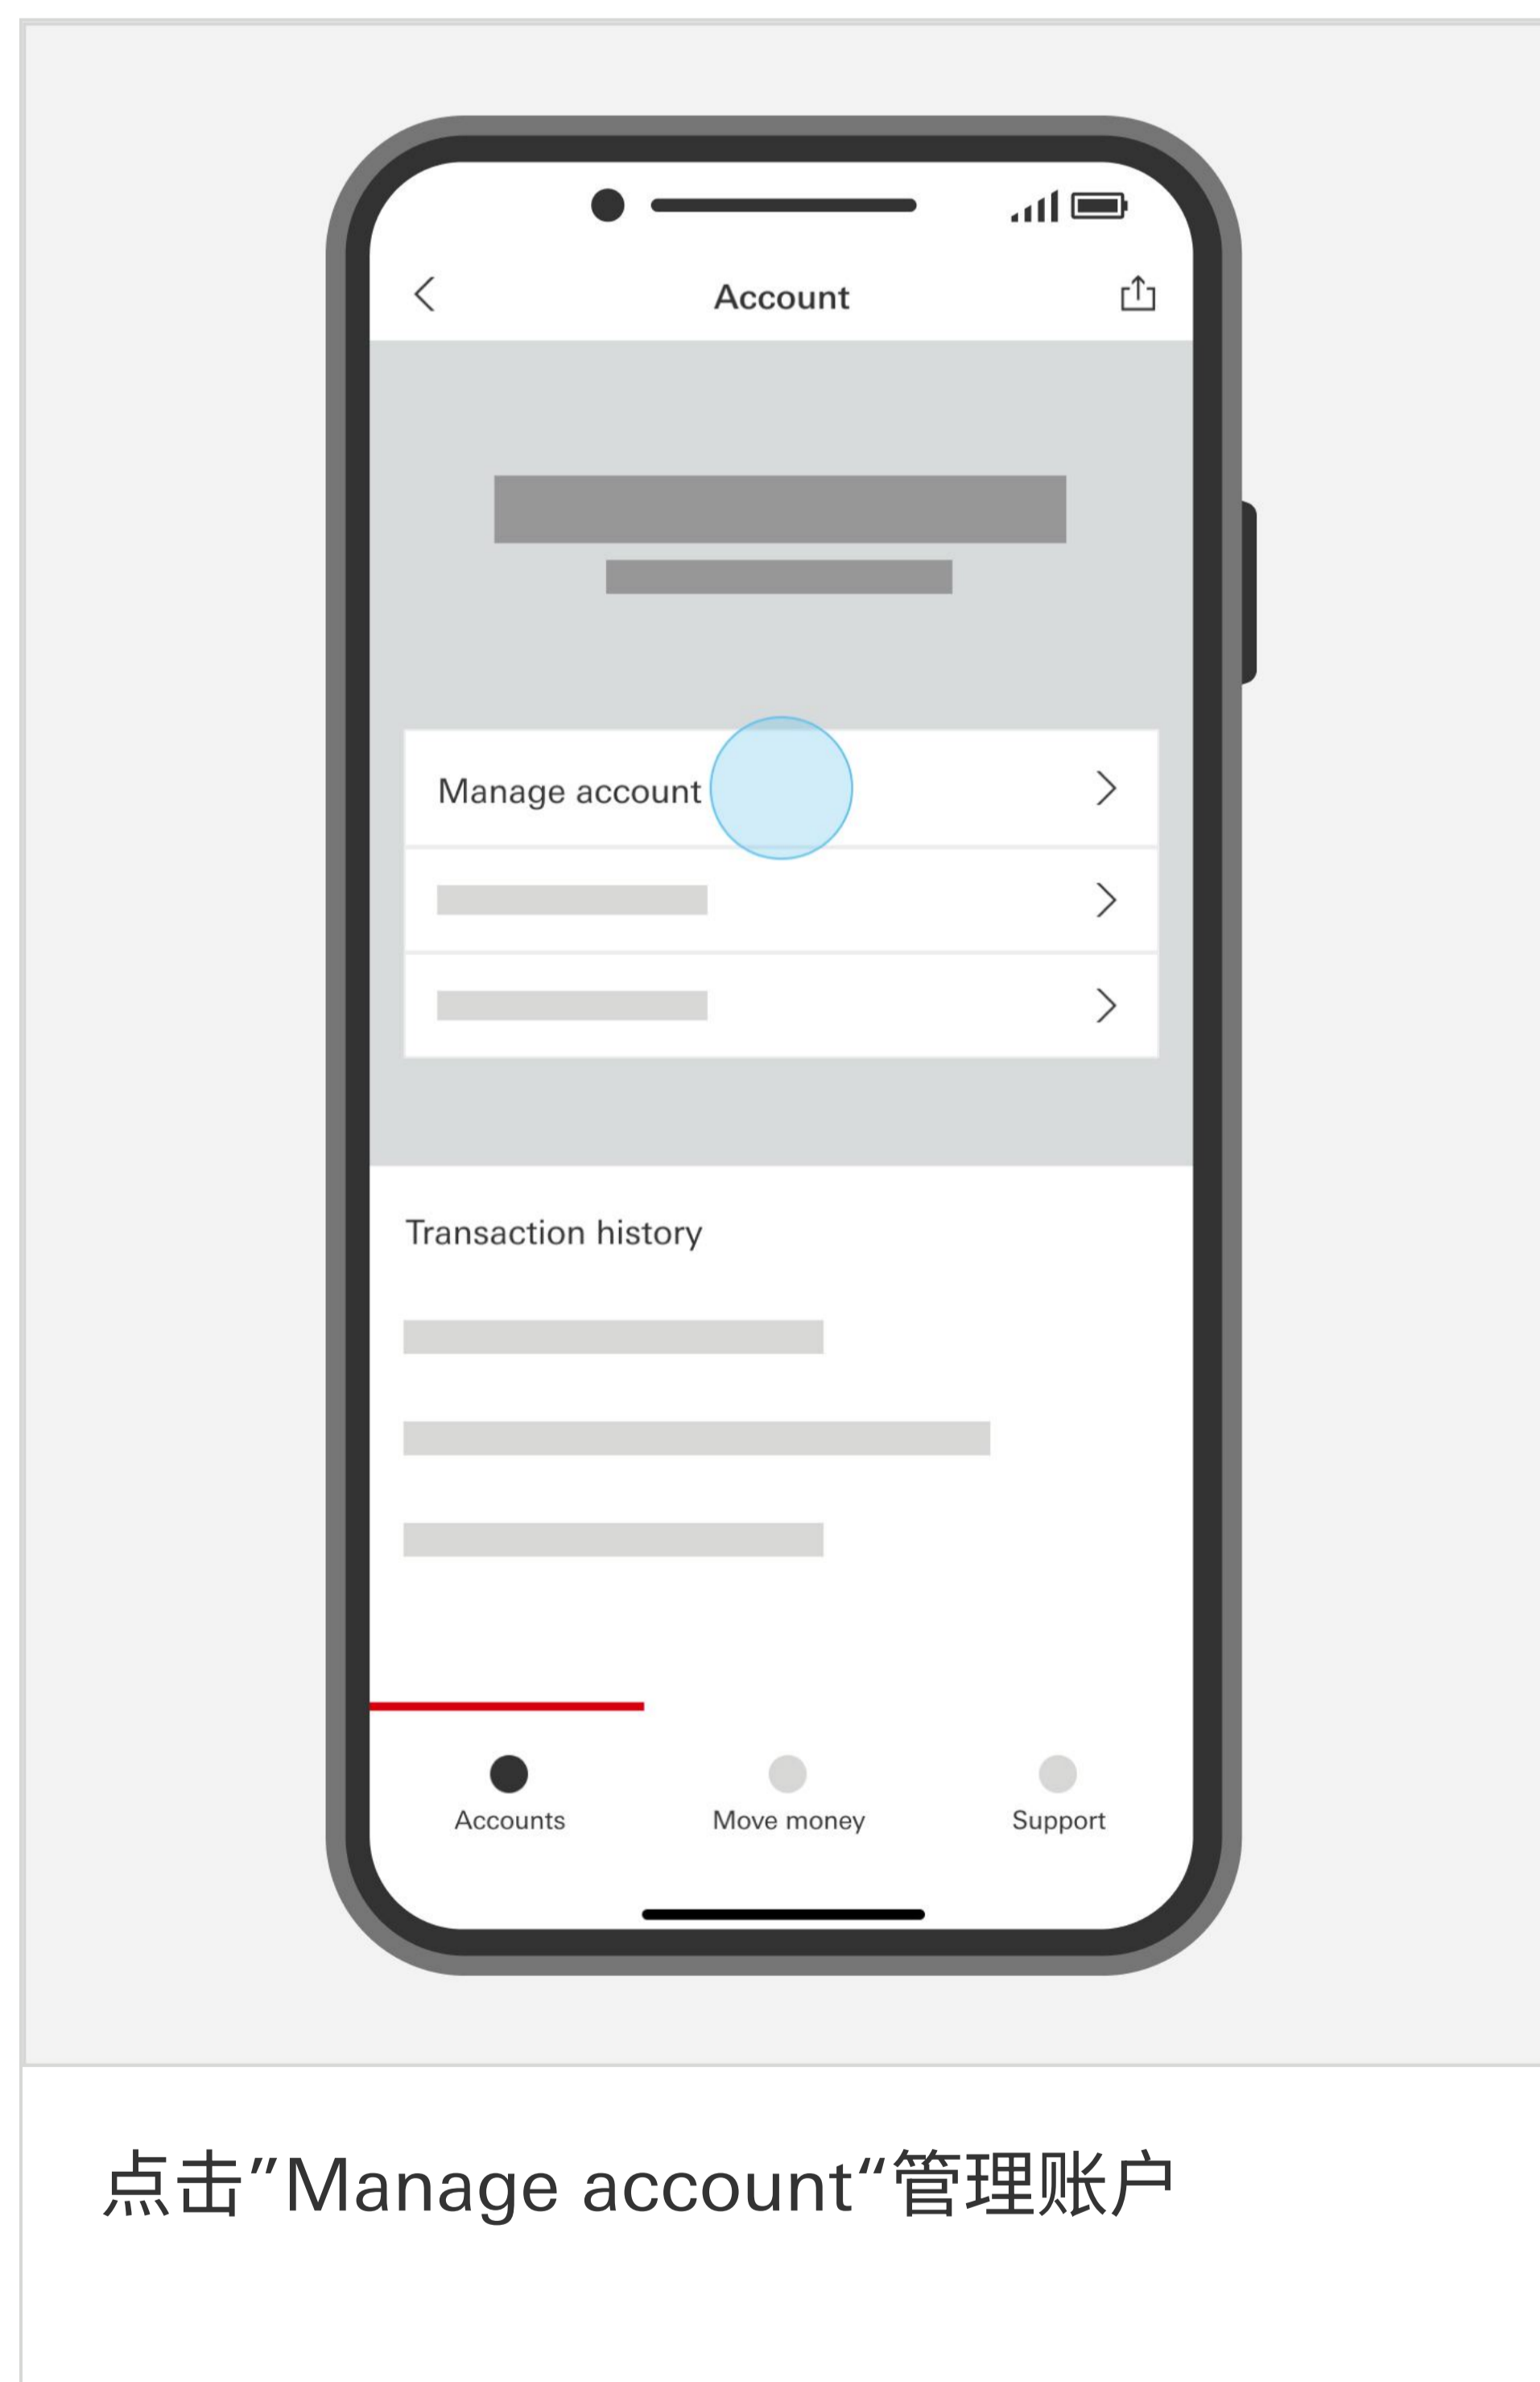 Account
Manage account
Transaction history
Accounts
Move money
Support
点击"Manage account"管理账户